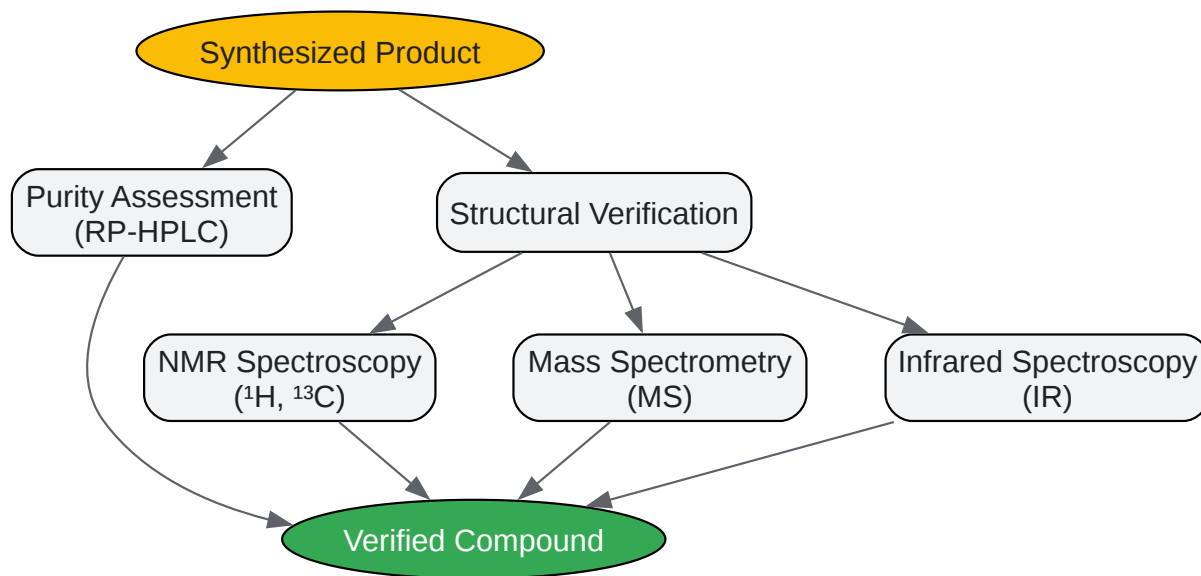 Synthesized Product
Purity Assessment
(RP-HPLC)
Structural Verification
NMR Spectroscopy
(¹H, ¹³C)
Mass Spectrometry
(MS)
Infrared Spectroscopy
(IR)
Verified Compound